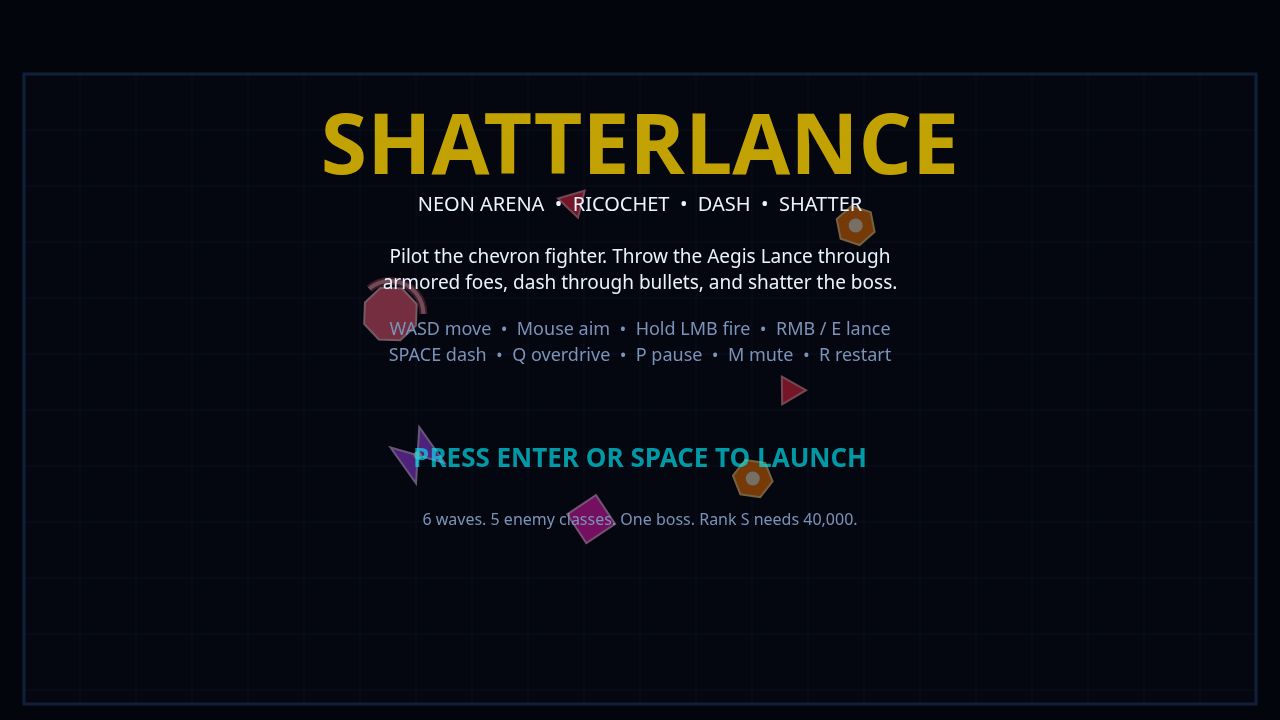 SHATTERLANCE
NEON ARENA • RICOCHET • DASH • SHATTER
Pilot the chevron fighter. Throw the Aegis Lance through
armored foes, dash through bullets, and shatter the boss.
WASD move • Mouse aim • Hold LMB fire • RMB / E lance
SPACE dash • Q overdrive • P pause • M mute • R restart
PRESS ENTER OR SPACE TO LAUNCH
6 waves. 5 enemy classes. One boss. Rank S needs 40,000.